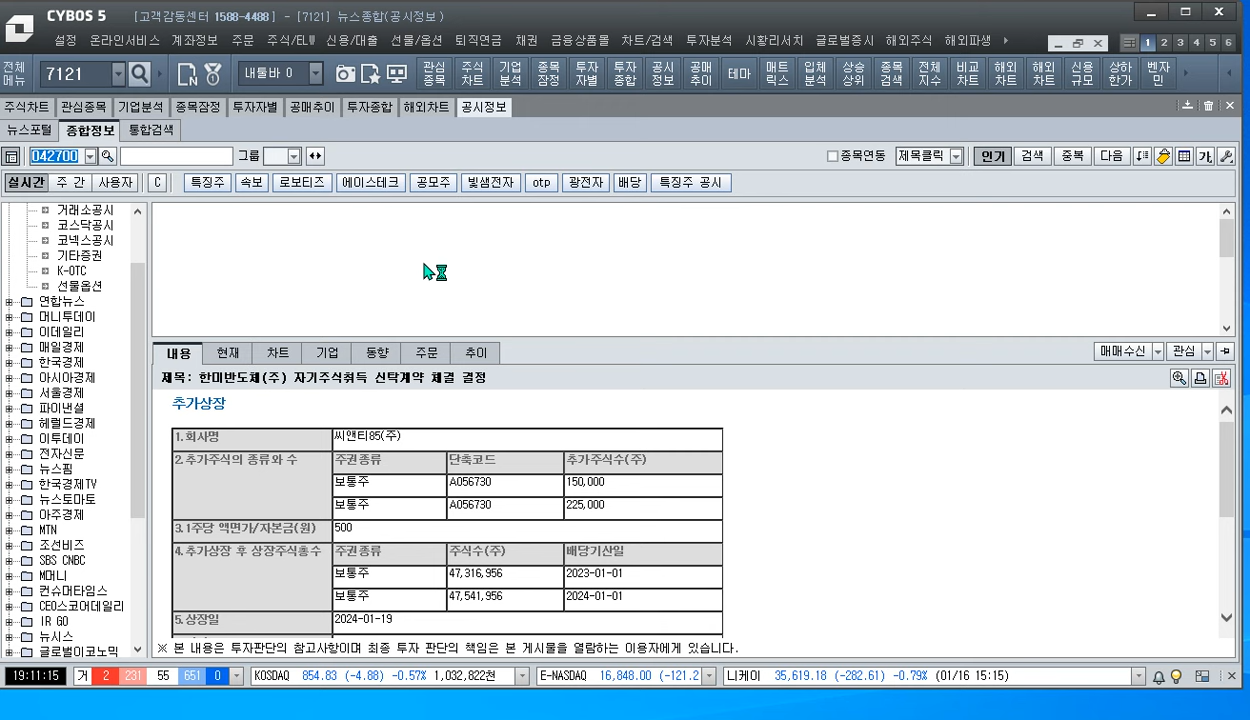 CYBOS 5 [고객감동센터 1588-4488] - [7121] 뉴스종합(공시정보)
설정 온라인서비스 계좌정보 주문 주식/ELW 신용/대출 선물/옵션 퇴직연금 채권 금융상품몰 차트/검색 투자분석 시황리서치 글로벌증시 해외주식 해외파생 1 2 3 4 5 6
전체메뉴 7121 내툴바 0 관심종목 주식차트 기업분석 종목잠정 투자자별 투자종합 공시정보 공매추이 테마 매트릭스 입체분석 상승상위 종목검색 전체지수 비교차트 해외차트 신용규모 상하한가 벤자민
주식차트 관심종목 기업분석 종목잠정 투자자별 공매추이 투자종합 해외차트 공시정보
뉴스포털 종합정보 통합검색
042700 그룹 종목연동 제목클릭 인기 검색 중복 다음 가
실시간 주 간 사용자 C 특징주 속보 로보티즈 에이스테크 공모주 빛샘전자 otp 광전자 배당 특징주 공시
거래소공시
코스닥공시
코넥스공시
기타증권
K-OTC
선물옵션
연합뉴스
머니투데이
이데일리
매일경제
한국경제
아시아경제
서울경제
파이낸셜
헤럴드경제
이투데이
전자신문
뉴스핌
한국경제TV
뉴스토마토
아주경제
MTN
조선비즈
SBS CNBC
M머니
컨슈머타임스
CEO스코어데일리
IR GO
뉴시스
글로벌이코노믹
내용 현재 차트 기업 동향 주문 추이 매매수신 관심
제목: 한미반도체(주) 자기주식취득 신탁계약 체결 결정
추가상장
1.회사명 씨앤티85(주)
2.추가주식의 종류와 수 주권종류 단축코드 추가주식수(주)
보통주 A056730 150,000
보통주 A056730 225,000
3.1주당 액면가/자본금(원) 500
4.추가상장 후 상장주식총수 주권종류 주식수(주) 배당기산일
보통주 47,316,956 2023-01-01
보통주 47,541,956 2024-01-01
5.상장일 2024-01-19
※ 본 내용은 투자판단의 참고사항이며 최종 투자 판단의 책임은 본 게시물을 열람하는 이용자에게 있습니다.
19:11:15 거 2 231 55 651 0 KOSDAQ 854.83 (-4.88) -0.57% 1,032,822천 E-NASDAQ 16,848.00 (-121.2 니케이 35,619.18 (-282.61) -0.79% (01/16 15:15)